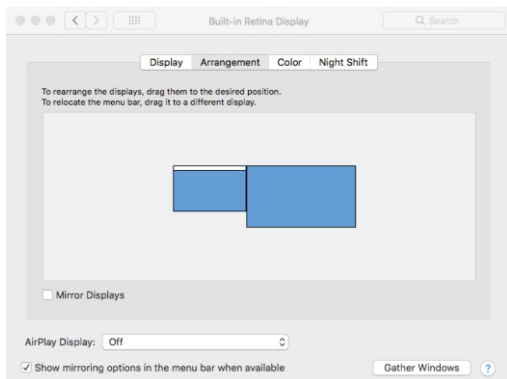 Built-in Retina Display
Search
Display Arrangement Color Night Shift
To rearrange the displays, drag them to the desired position.
To relocate the menu bar, drag it to a different display.
Mirror Displays
AirPlay Display: Off
Show mirroring options in the menu bar when available
Gather Windows
?